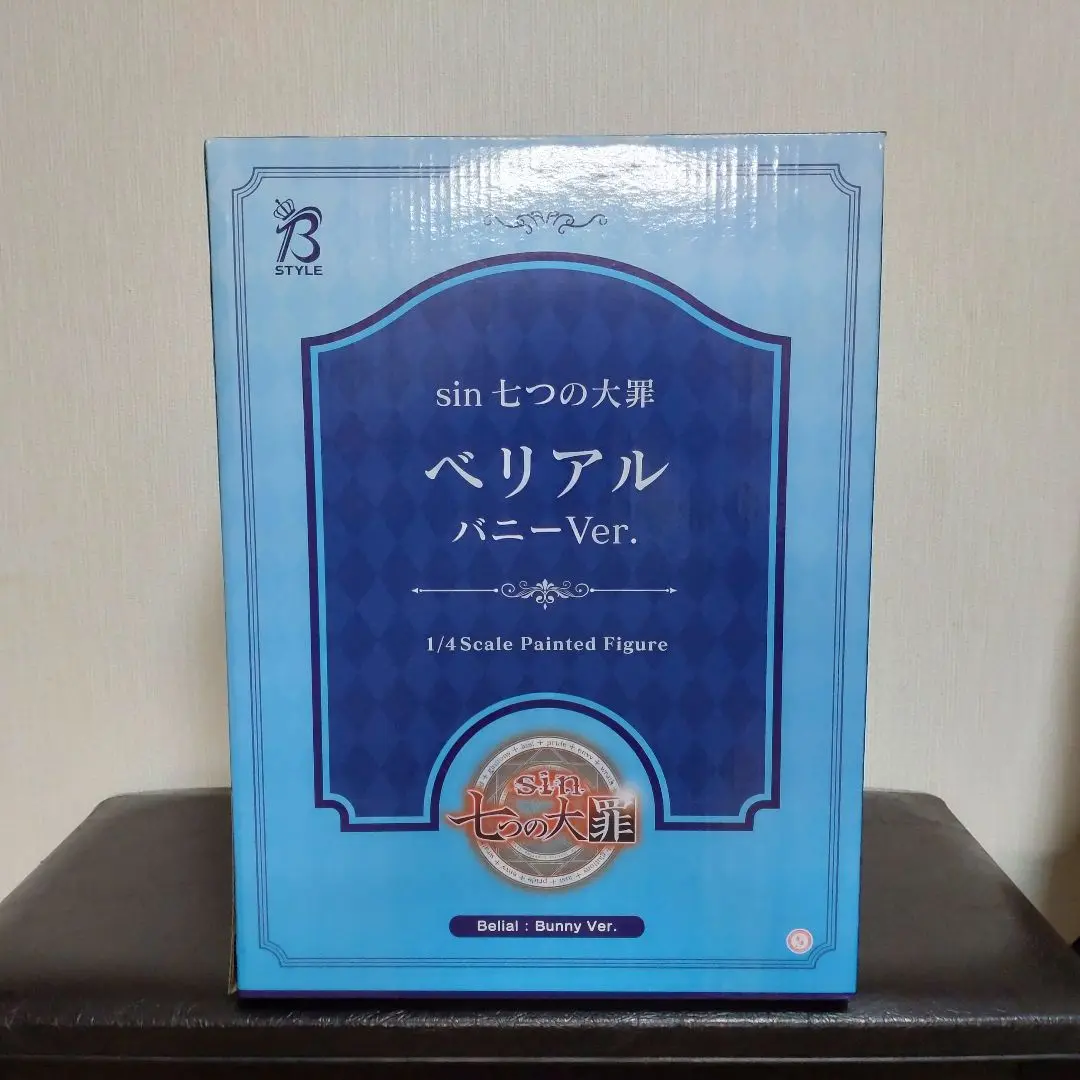 B
STYLE
sin 七つの大罪
ベリアル
バニーVer.
1/4 Scale Painted Figure
sin
七つの大罪
Belial : Bunny Ver.